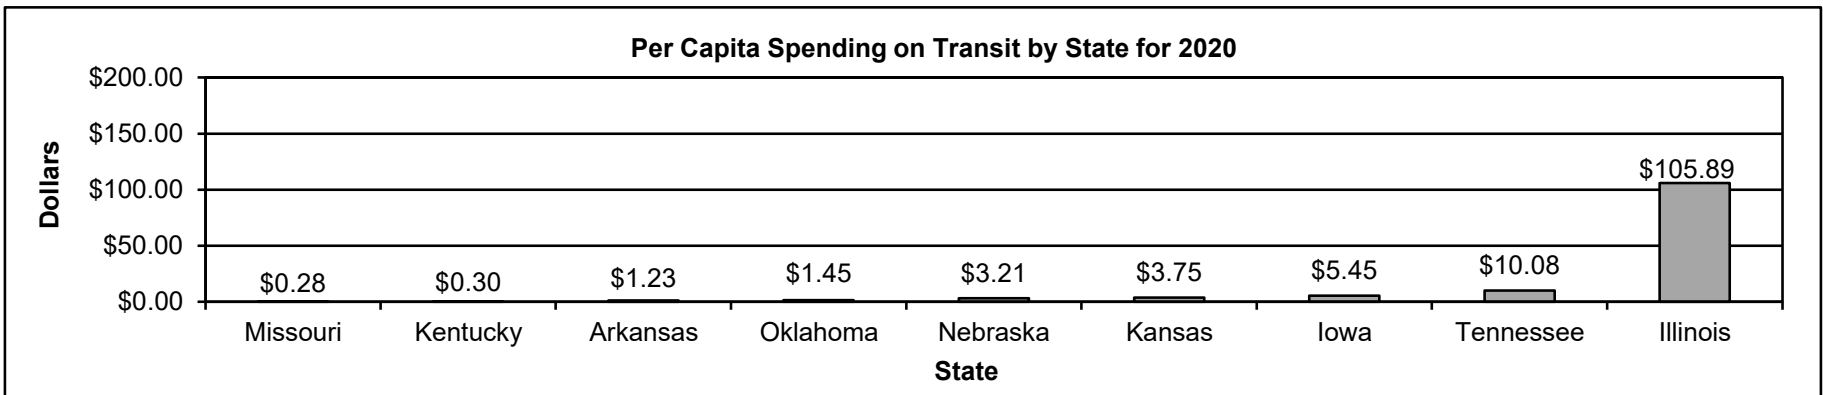 Per Capita Spending on Transit by State for 2020
$200.00
$150.00
$100.00
$50.00
$0.00
Dollars
$0.28
$0.30
$1.23
$1.45
$3.21
$3.75
$5.45
$10.08
$105.89
Missouri
Kentucky
Arkansas
Oklahoma
Nebraska
Kansas
Iowa
Tennessee
Illinois
State